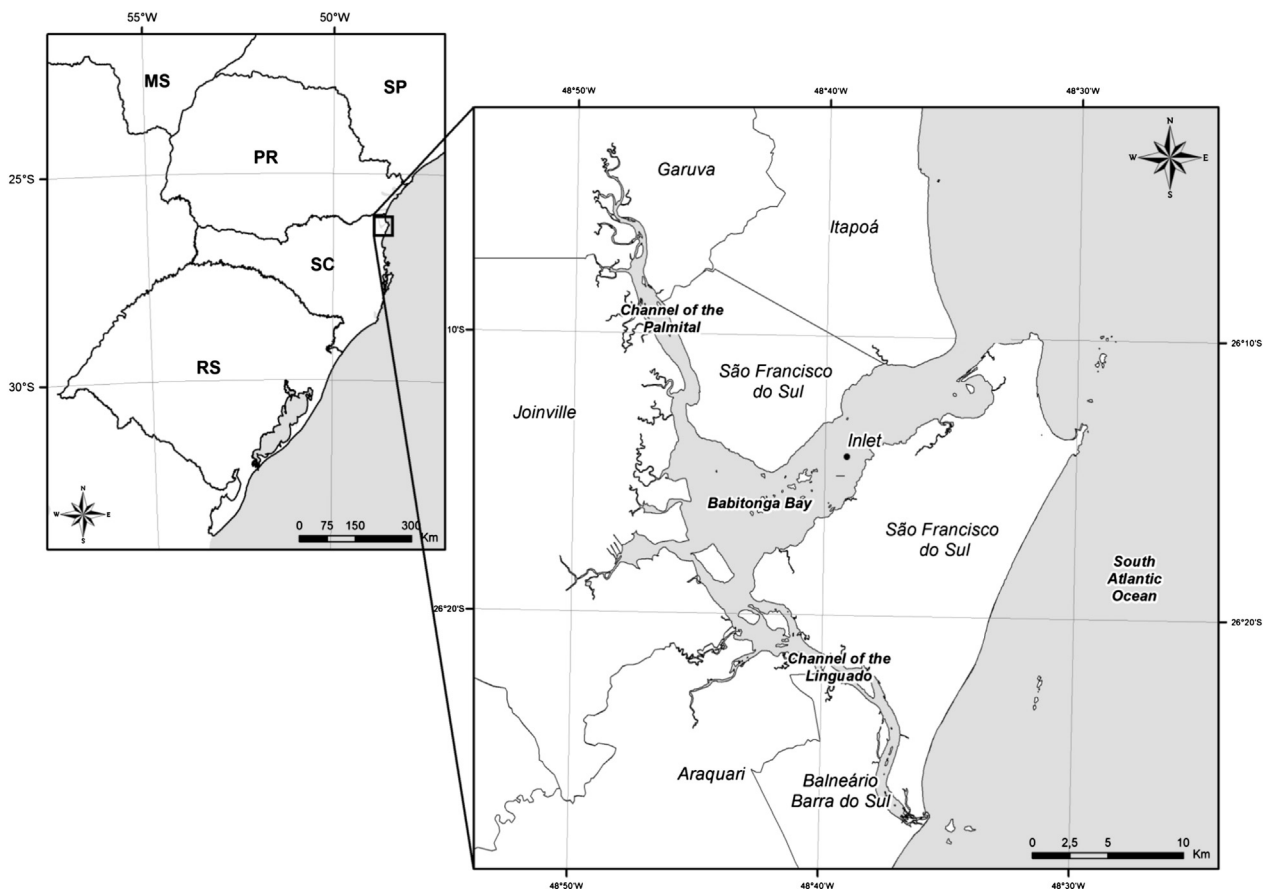 55°W
50°W
MS
SP
PR
25°S
SC
RS
30°S
N
W
E
S
0 75 150 300
Km
48°50'W
48°40'W
48°30'W
N
W
E
S
Garuva
Itapoá
Channel of the
Palmital
10°S
26°10'S
São Francisco
do Sul
Joinville
Inlet
Babitonga Bay
São Francisco
do Sul
South
Atlantic
Ocean
26°20'S
26°20'S
Channel of the
Linguado
Araquari
Balneário
Barra do Sul
0 2,5 5 10
Km
48°50'W
48°40'W
48°30'W